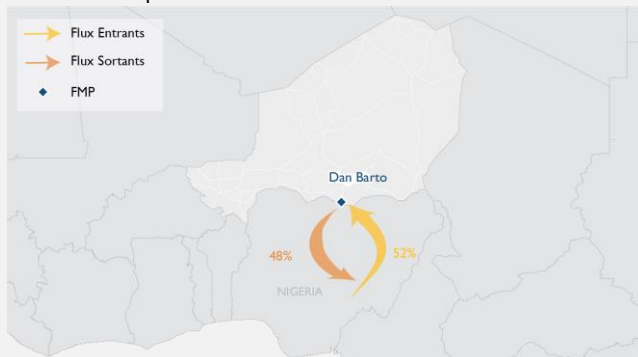 Flux Entrants
Flux Sortants
FMP
Dan Barto
48%
52%
NIGERIA